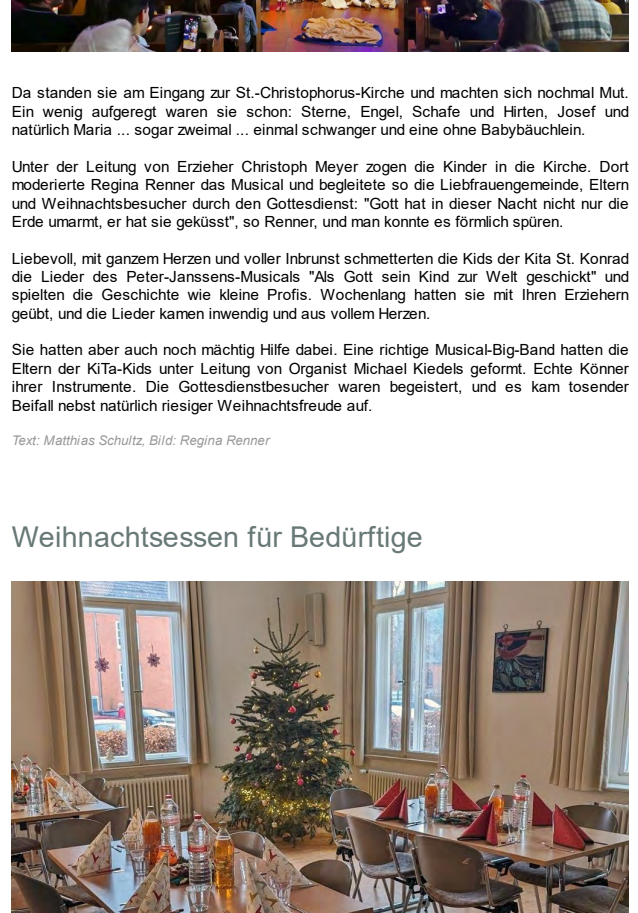 Da standen sie am Eingang zur St.-Christophorus-Kirche und machten sich nochmal Mut.
Ein wenig aufgeregt waren sie schon: Sterne, Engel, Schafe und Hirten, Josef und
natürlich Maria ... sogar zweimal ... einmal schwanger und eine ohne Babybäuchlein.
Unter der Leitung von Erzieher Christoph Meyer zogen die Kinder in die Kirche. Dort
moderierte Regina Renner das Musical und begleitete so die Liebfrauengemeinde, Eltern
und Weihnachtsbesucher durch den Gottesdienst: "Gott hat in dieser Nacht nicht nur die
Erde umarmt, er hat sie geküsst", so Renner, und man konnte es förmlich spüren.
Liebevoll, mit ganzem Herzen und voller Inbrunst schmetterten die Kids der Kita St. Konrad
die Lieder des Peter-Janssens-Musicals "Als Gott sein Kind zur Welt geschickt" und
spielten die Geschichte wie kleine Profis. Wochenlang hatten sie mit Ihren Erziehern
geübt, und die Lieder kamen inwendig und aus vollem Herzen.
Sie hatten aber auch noch mächtig Hilfe dabei. Eine richtige Musical-Big-Band hatten die
Eltern der KiTa-Kids unter Leitung von Organist Michael Kiedels geformt. Echte Könner
ihrer Instrumente. Die Gottesdienstbesucher waren begeistert, und es kam tosender
Beifall nebst natürlich riesiger Weihnachtsfreude auf.
Text: Matthias Schultz, Bild: Regina Renner
Weihnachtsessen für Bedürftige